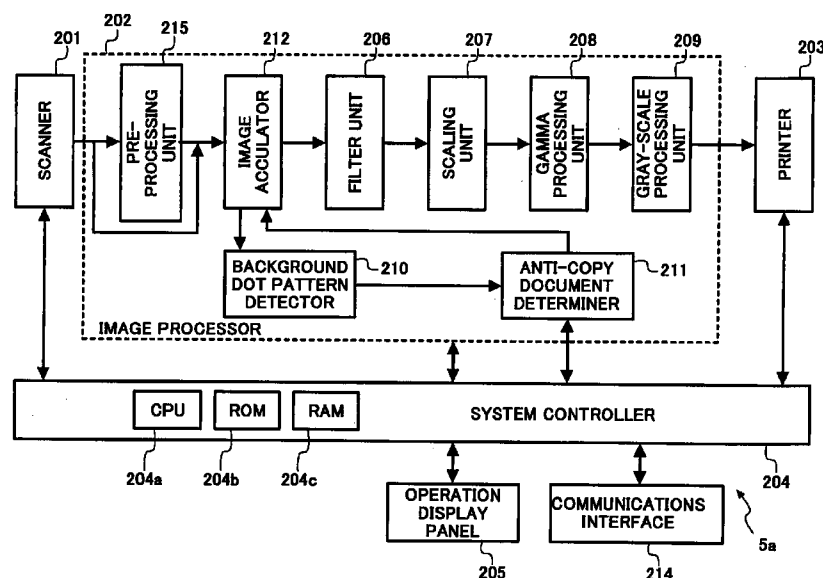 202
215
212
206
207
208
209
201
203
SCANNER
PRE-
PROCESSING
UNIT
IMAGE
ACCULATOR
FILTER UNIT
SCALING
UNIT
GAMMA
PROCESSING
UNIT
GRAY-SCALE
PROCESSING
UNIT
PRINTER
BACKGROUND
DOT PATTERN
DETECTOR
210
ANTI-COPY
DOCUMENT
DETERMINER
211
IMAGE PROCESSOR
CPU
ROM
RAM
SYSTEM CONTROLLER
204a
204b
204c
204
OPERATION
DISPLAY
PANEL
COMMUNICATIONS
INTERFACE
5a
205
214